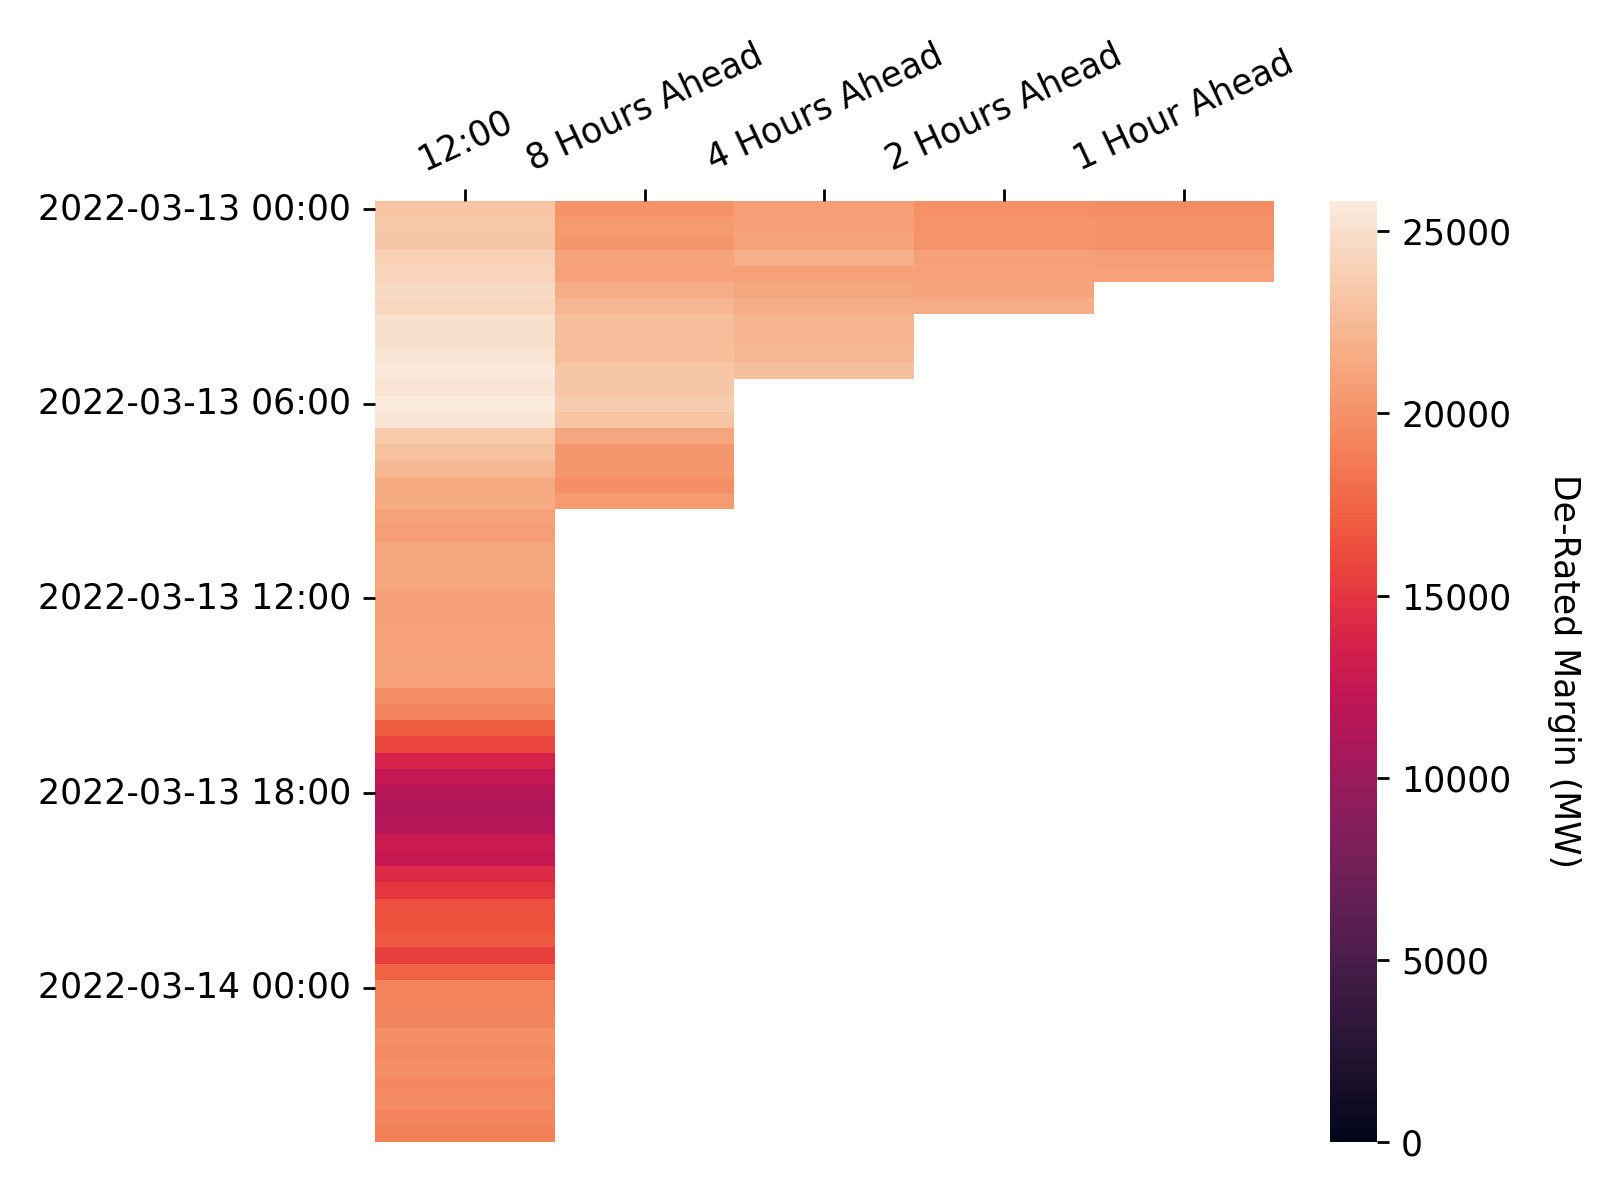 12:00
8 Hours Ahead
4 Hours Ahead
2 Hours Ahead
1 Hour Ahead
2022-03-13 00:00
2022-03-13 06:00
2022-03-13 12:00
2022-03-13 18:00
2022-03-14 00:00
25000
20000
15000
10000
5000
0
De-Rated Margin (MW)